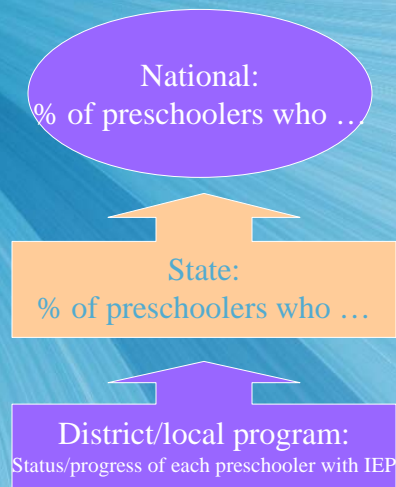 National:
% of preschoolers who …
State:
% of preschoolers who …
District/local program:
Status/progress of each preschooler with IEP